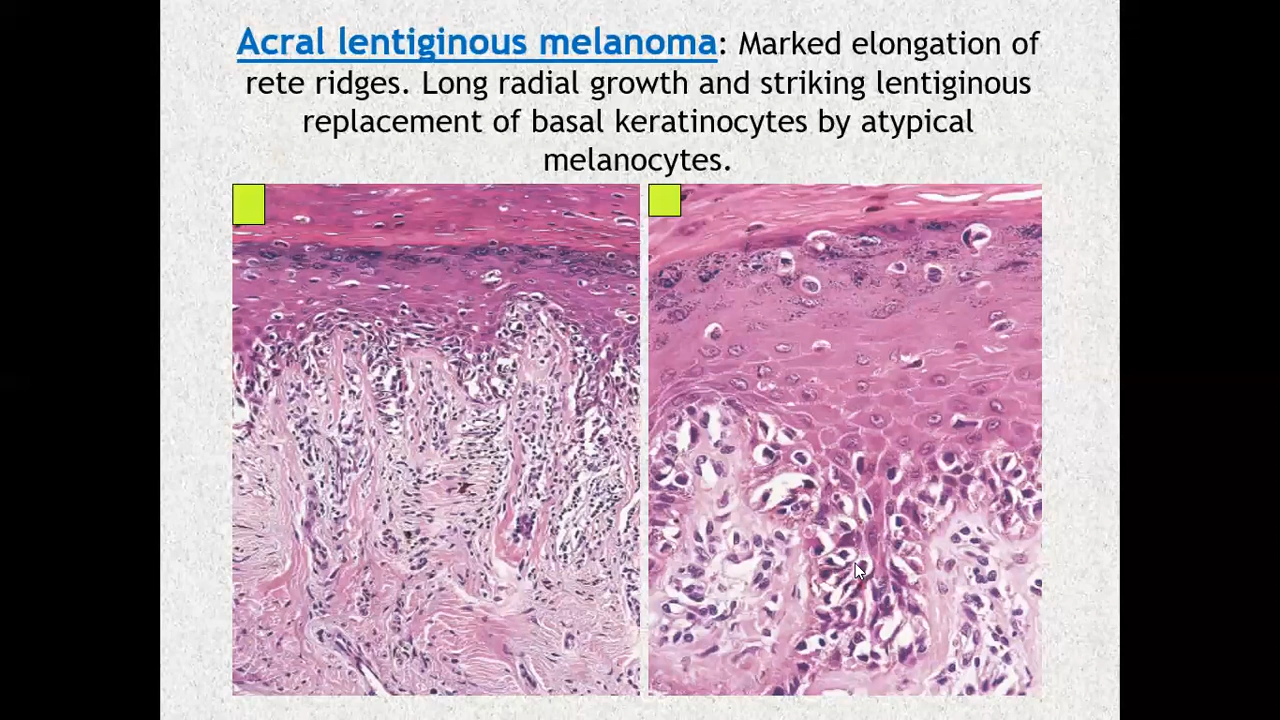 Acral lentiginous melanoma: Marked elongation of
rete ridges. Long radial growth and striking lentiginous
replacement of basal keratinocytes by atypical
melanocytes.